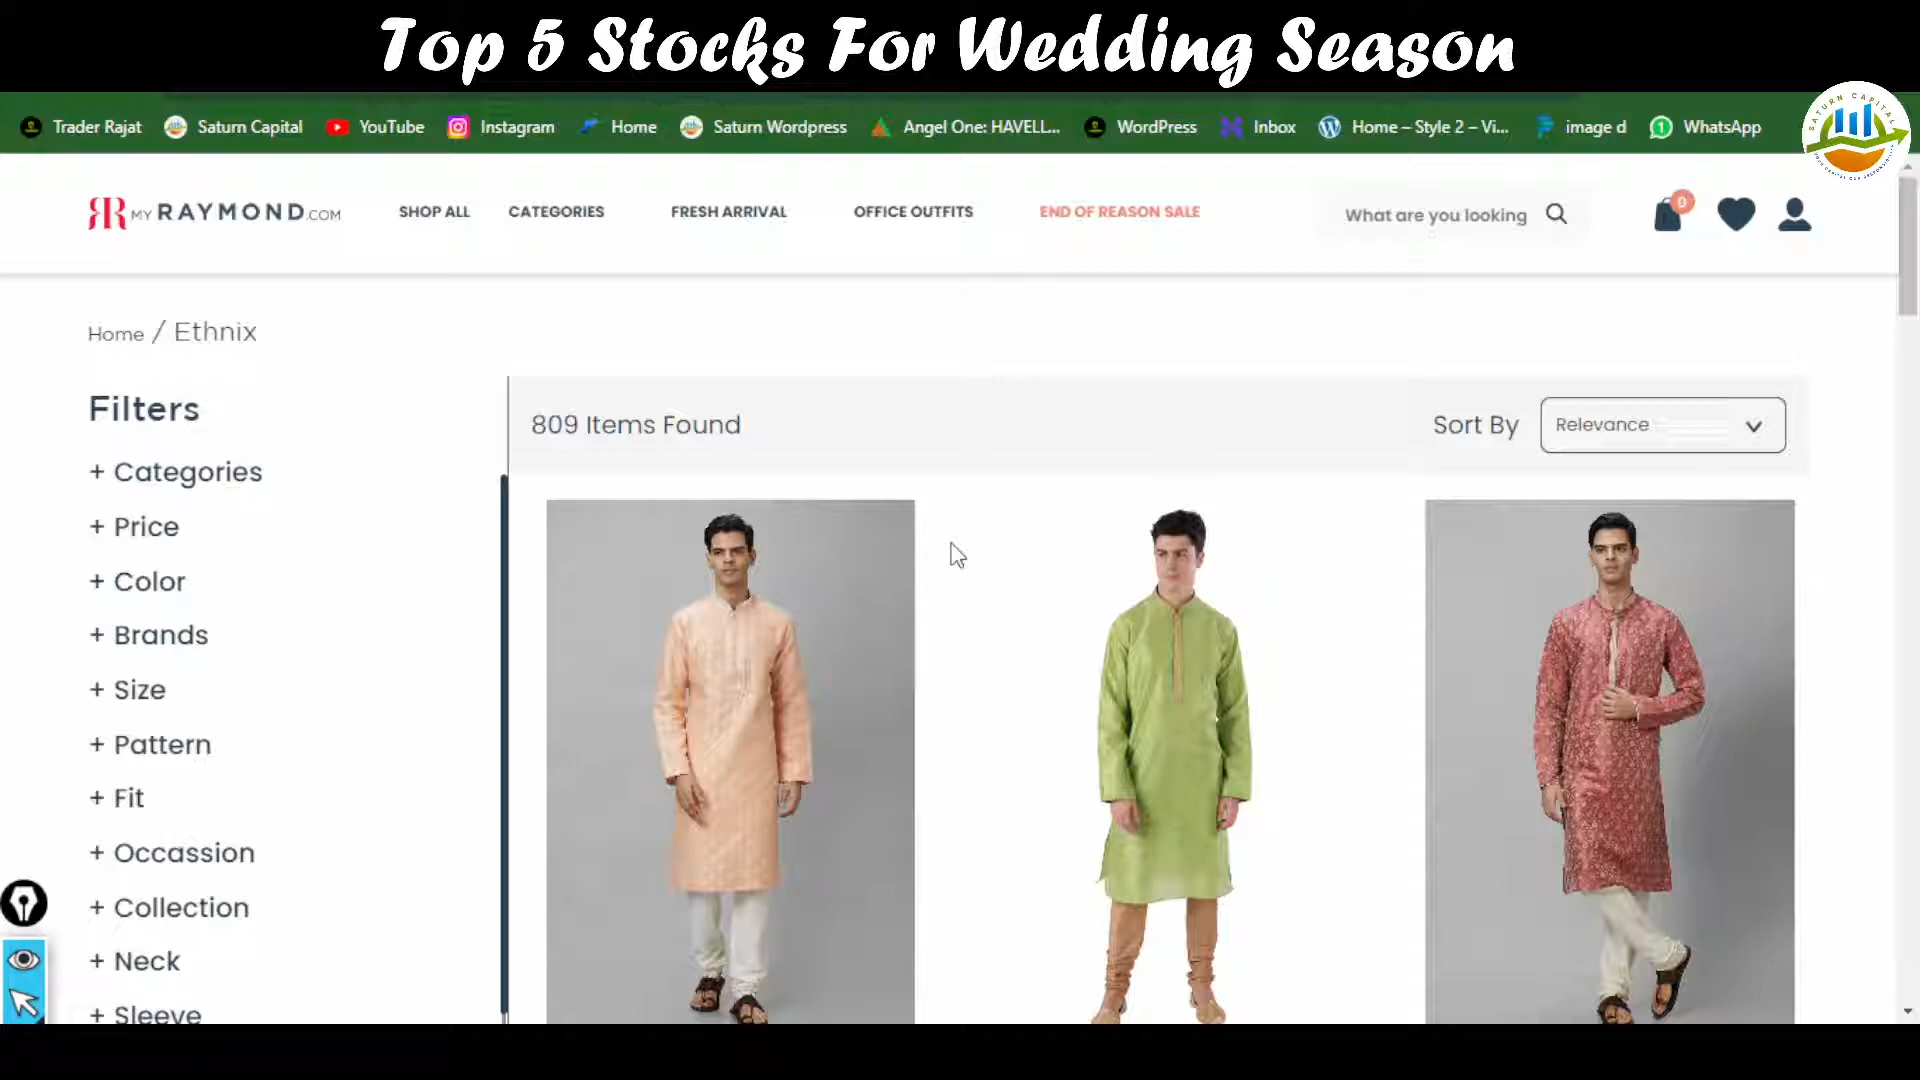 Top 5 Stocks For Wedding Season
Trader Rajat Saturn Capital YouTube Instagram Home Saturn Wordpress Angel One: HAVELL... WordPress Inbox Home – Style 2 – Vi... image d WhatsApp
SATURN CAPITAL
MY RAYMOND.COM SHOP ALL CATEGORIES FRESH ARRIVAL OFFICE OUTFITS END OF REASON SALE What are you looking 0
Home / Ethnix
Filters
809 Items Found Sort By Relevance
+ Categories
+ Price
+ Color
+ Brands
+ Size
+ Pattern
+ Fit
+ Occassion
+ Collection
+ Neck
+ Sleeve